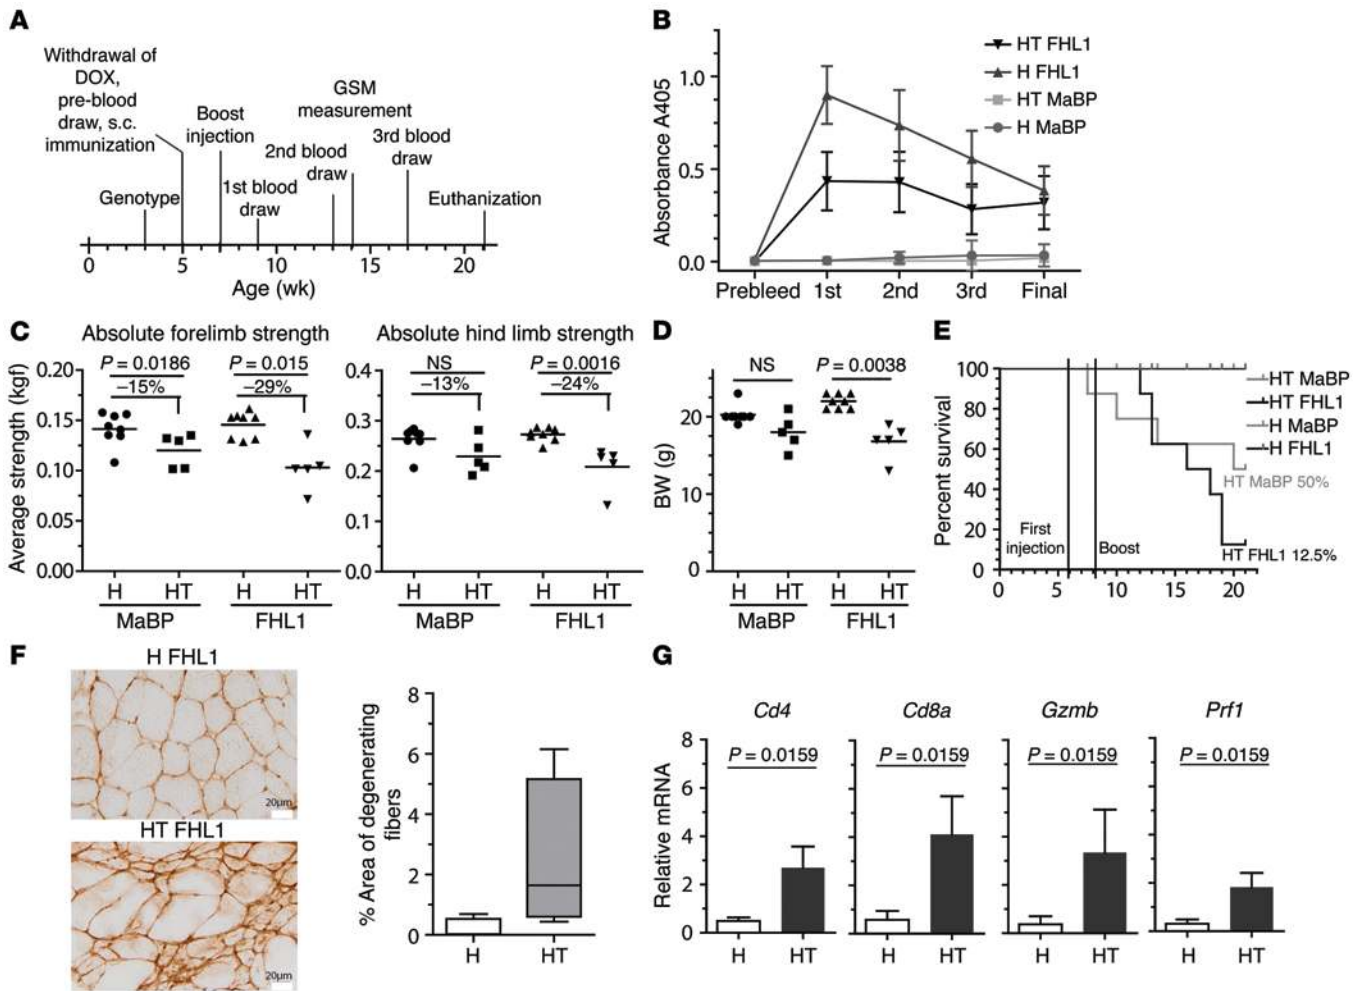 A
Withdrawal of
DOX,
pre-blood
draw, s.c.
immunization
Boost
injection
GSM
measurement
2nd blood
draw
3rd blood
draw
Genotype
1st blood
draw
Euthanization
0 5 10 15 20
Age (wk)
B
HT FHL1
H FHL1
HT MaBP
H MaBP
Absorbance A405
1.0
0.5
0.0
Prebleed 1st 2nd 3rd Final
C
Absolute forelimb strength
P = 0.0186
P = 0.015
–15%
–29%
Average strength (kgf)
0.20
0.15
0.10
0.05
0.00
H HT H HT
MaBP FHL1
Absolute hind limb strength
NS
P = 0.0016
–13%
–24%
0.4
0.3
0.2
0.1
0.0
H HT H HT
MaBP FHL1
D
NS
P = 0.0038
BW (g)
20
10
0
H HT H HT
MaBP FHL1
E
Percent survival
100
80
60
40
20
0
HT MaBP
HT FHL1
H MaBP
H FHL1
HT MaBP 50%
First
injection
Boost
HT FHL1 12.5%
0 5 10 15 20
F
H FHL1
20µm
HT FHL1
20µm
% Area of degenerating
fibers
8
6
4
2
0
H HT
G
Cd4 Cd8a Gzmb Prf1
P = 0.0159 P = 0.0159 P = 0.0159 P = 0.0159
Relative mRNA
8
6
4
2
0
H HT H HT H HT H HT